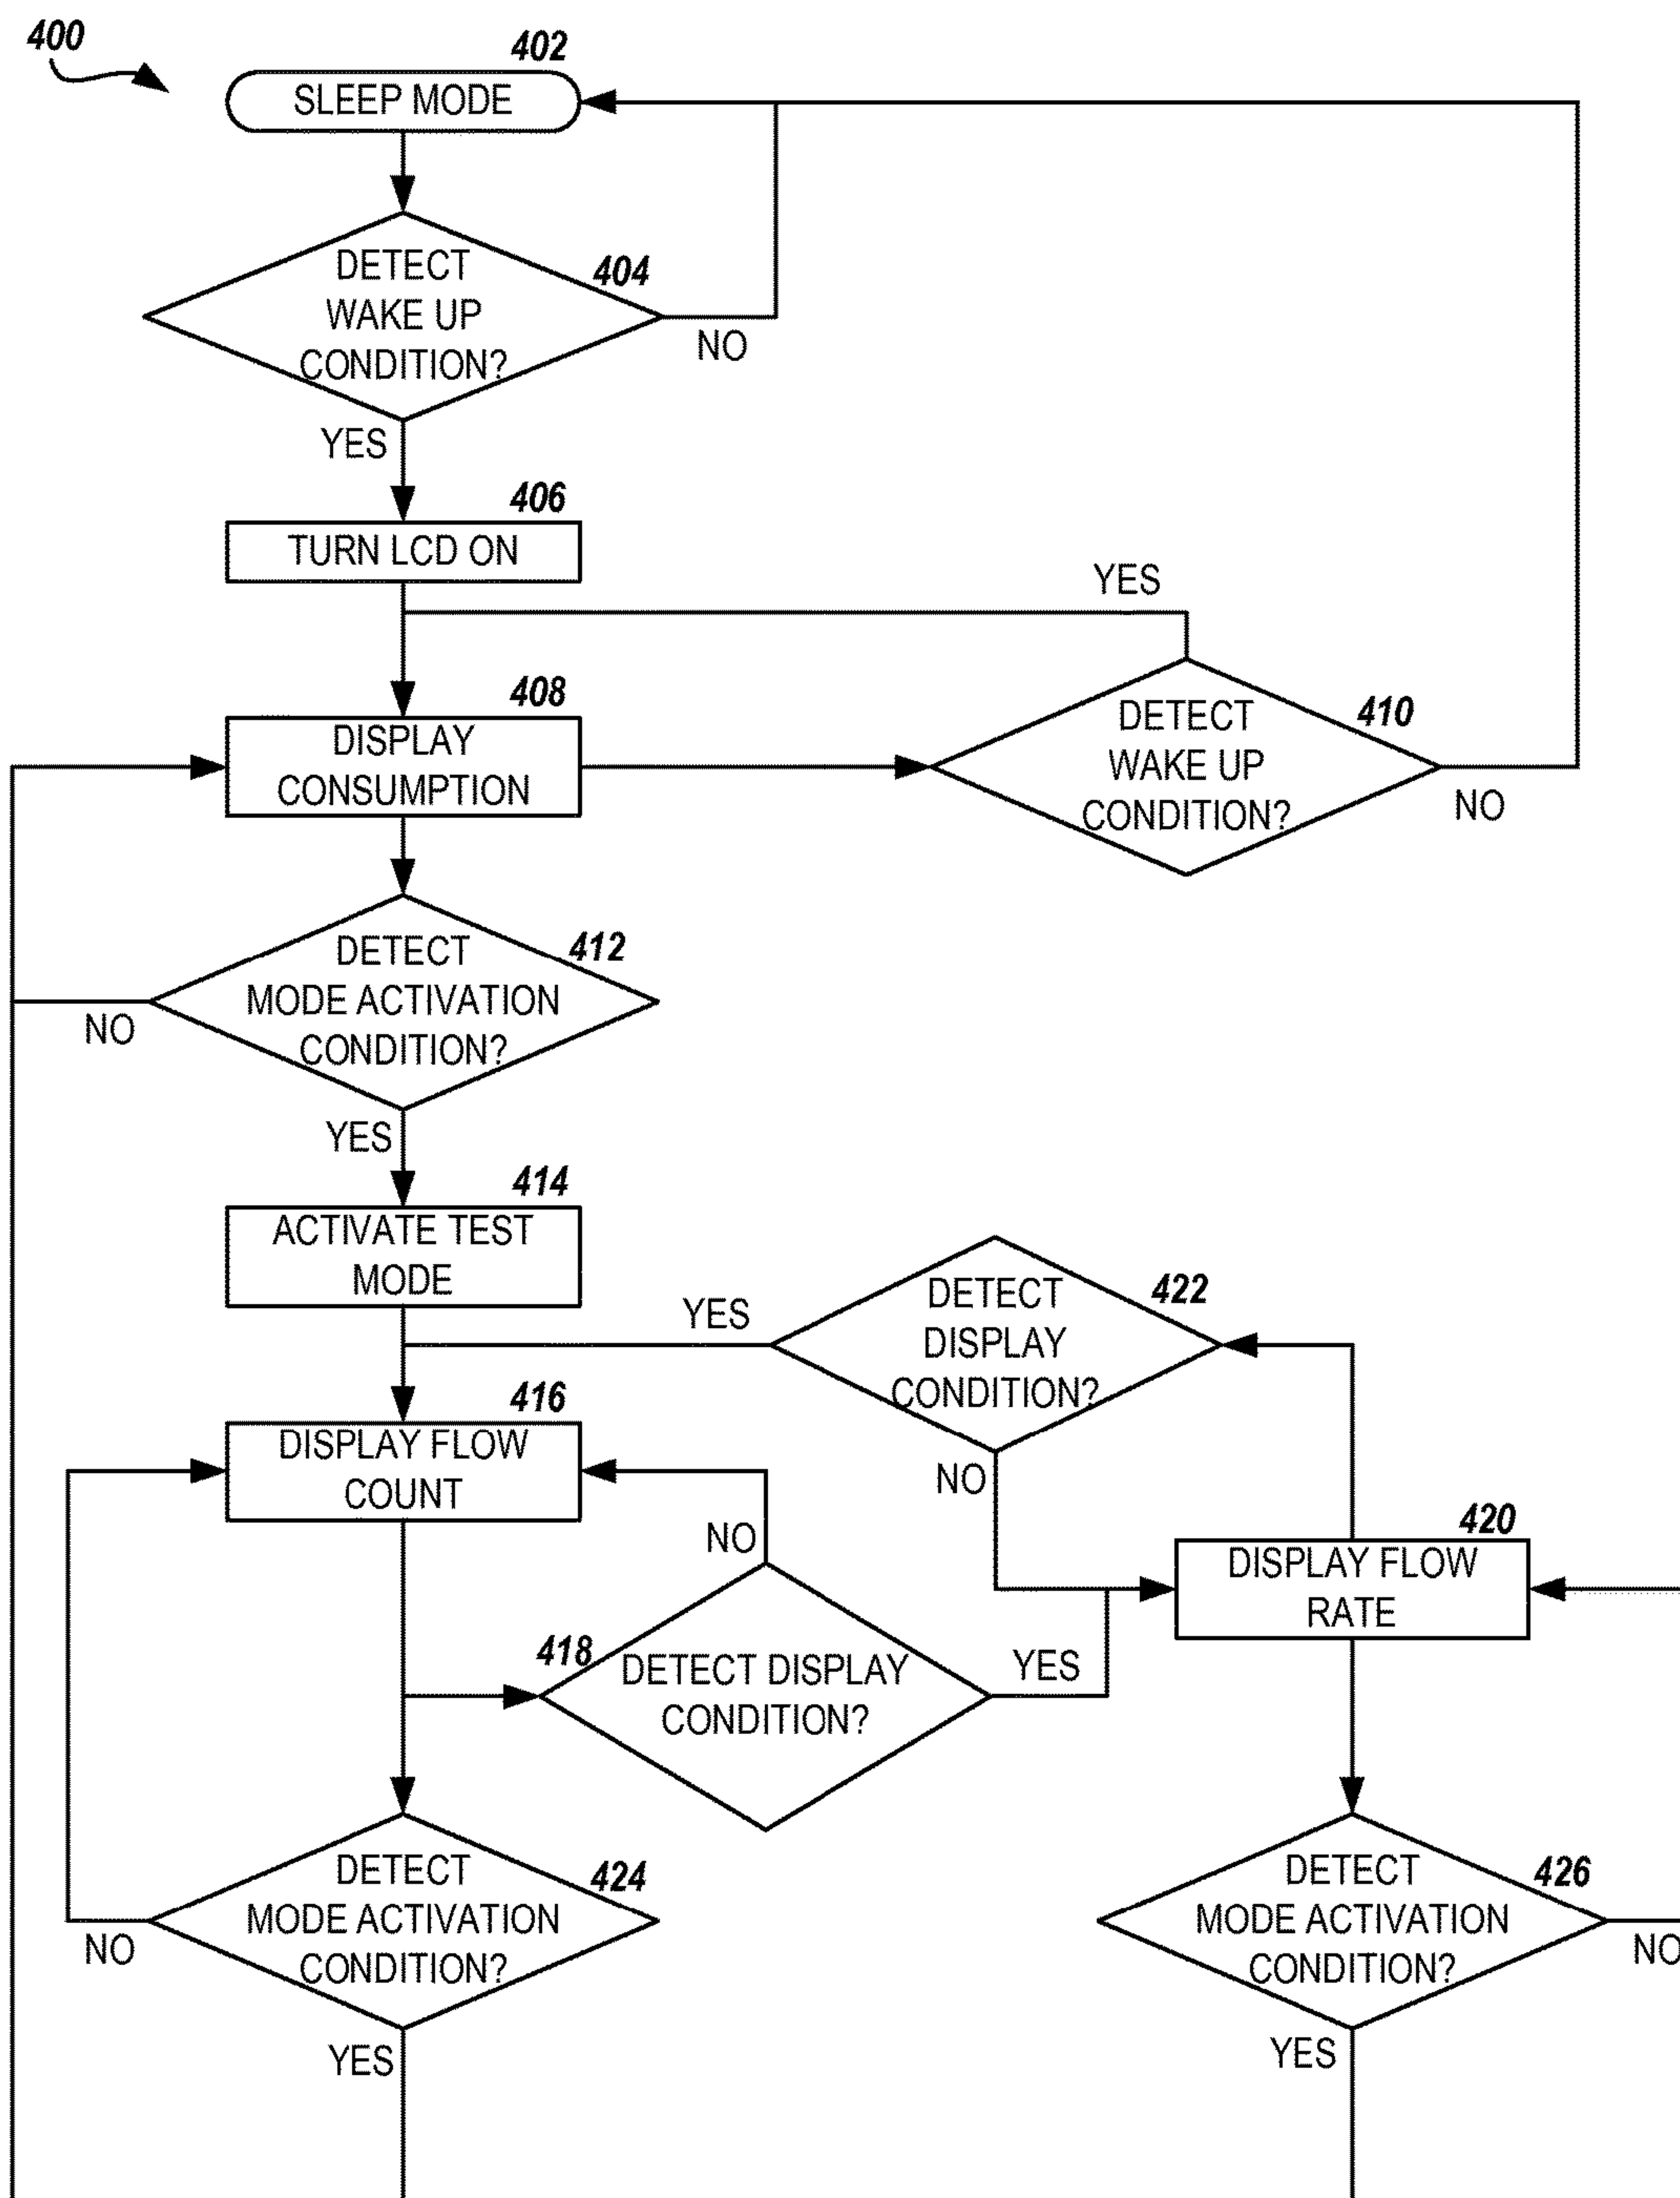 400
402
SLEEP MODE
DETECT
WAKE UP
CONDITION?
404
NO
YES
406
TURN LCD ON
YES
408
DISPLAY
CONSUMPTION
DETECT
WAKE UP
CONDITION?
410
NO
DETECT
MODE ACTIVATION
CONDITION?
412
NO
YES
414
ACTIVATE TEST
MODE
YES
DETECT
DISPLAY
CONDITION?
422
NO
416
DISPLAY FLOW
COUNT
NO
418
DETECT DISPLAY
CONDITION?
YES
420
DISPLAY FLOW
RATE
DETECT
MODE ACTIVATION
CONDITION?
424
NO
YES
DETECT
MODE ACTIVATION
CONDITION?
426
NO
YES